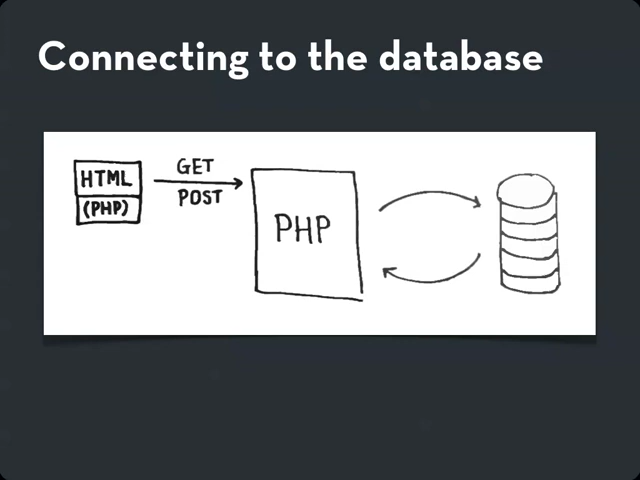 Connecting to the database
HTML
(PHP)
GET
POST
PHP